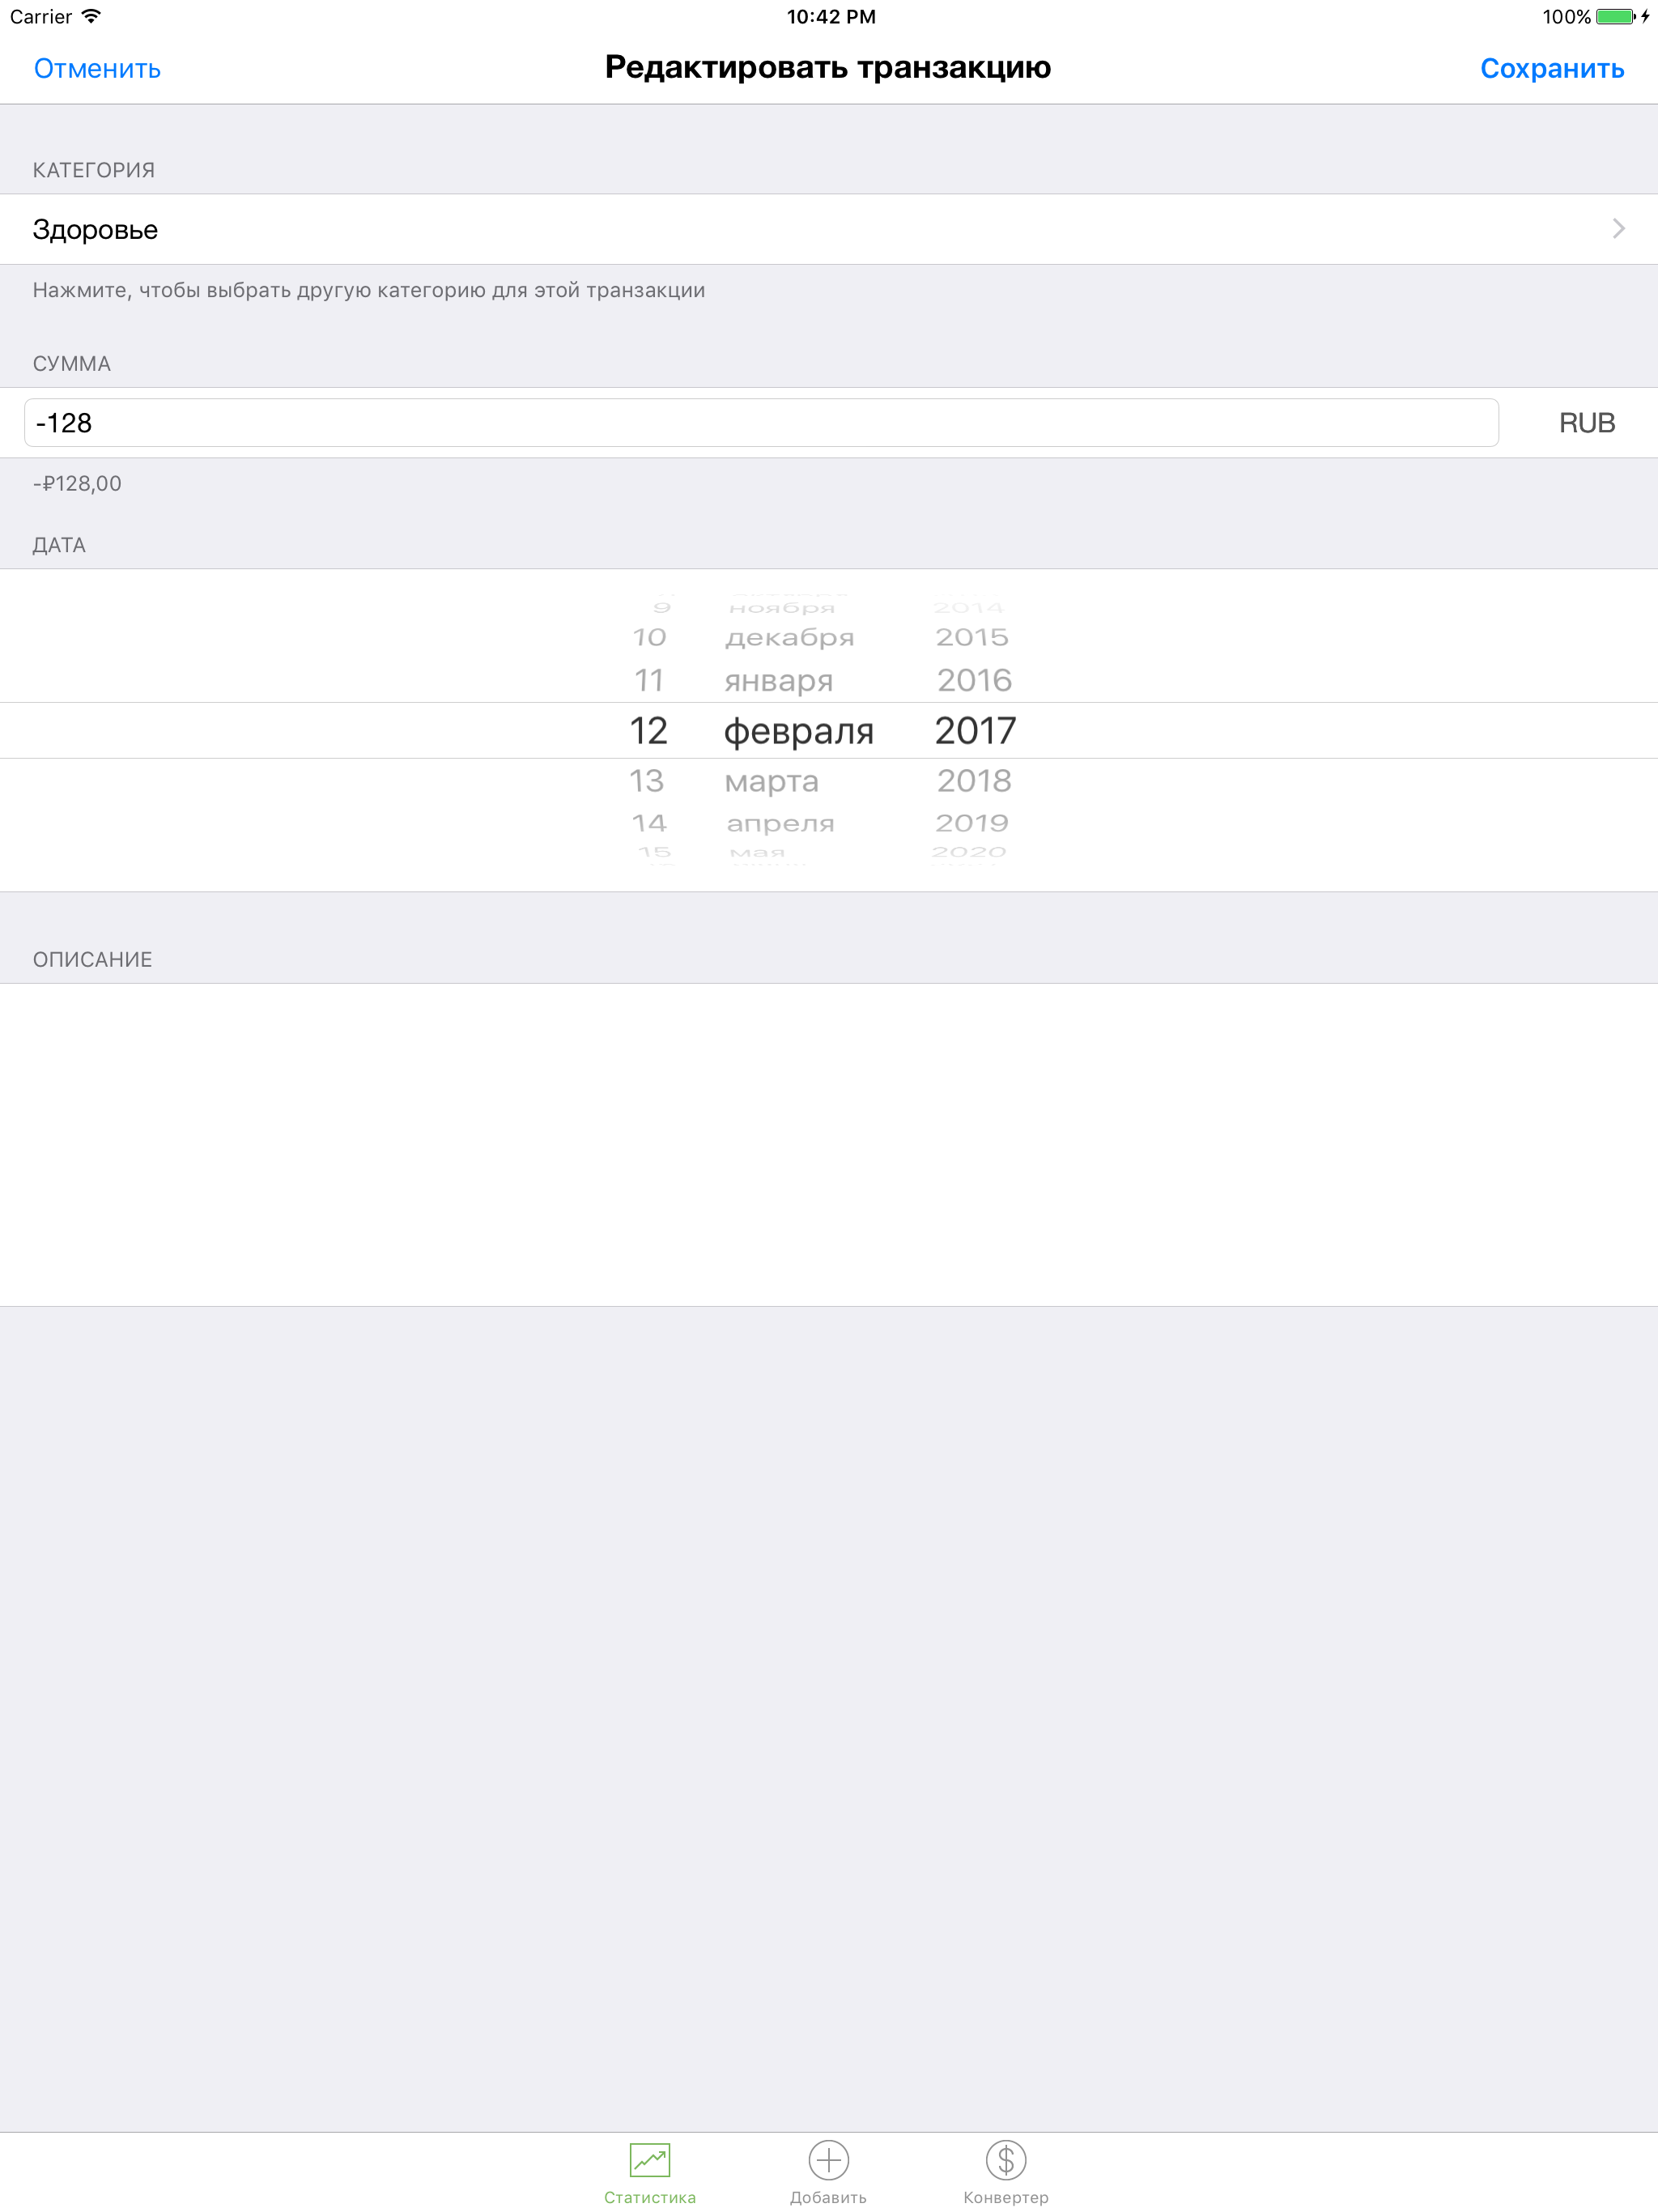 Carrier 10:42 PM 100%
Отменить Редактировать транзакцию Сохранить
КАТЕГОРИЯ
Здоровье
Нажмите, чтобы выбрать другую категорию для этой транзакции
СУММА
-128 RUB
-₽128,00
ДАТА
9 ноября 2014
10 декабря 2015
11 января 2016
12 февраля 2017
13 марта 2018
14 апреля 2019
15 мая 2020
ОПИСАНИЕ
Статистика Добавить Конвертер